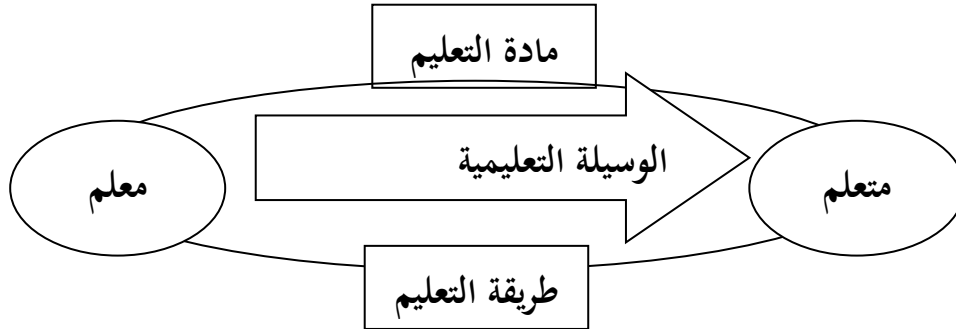 مادة التعليم
الوسيلة التعليمية
متعلم
معلم
طريقة التعليم